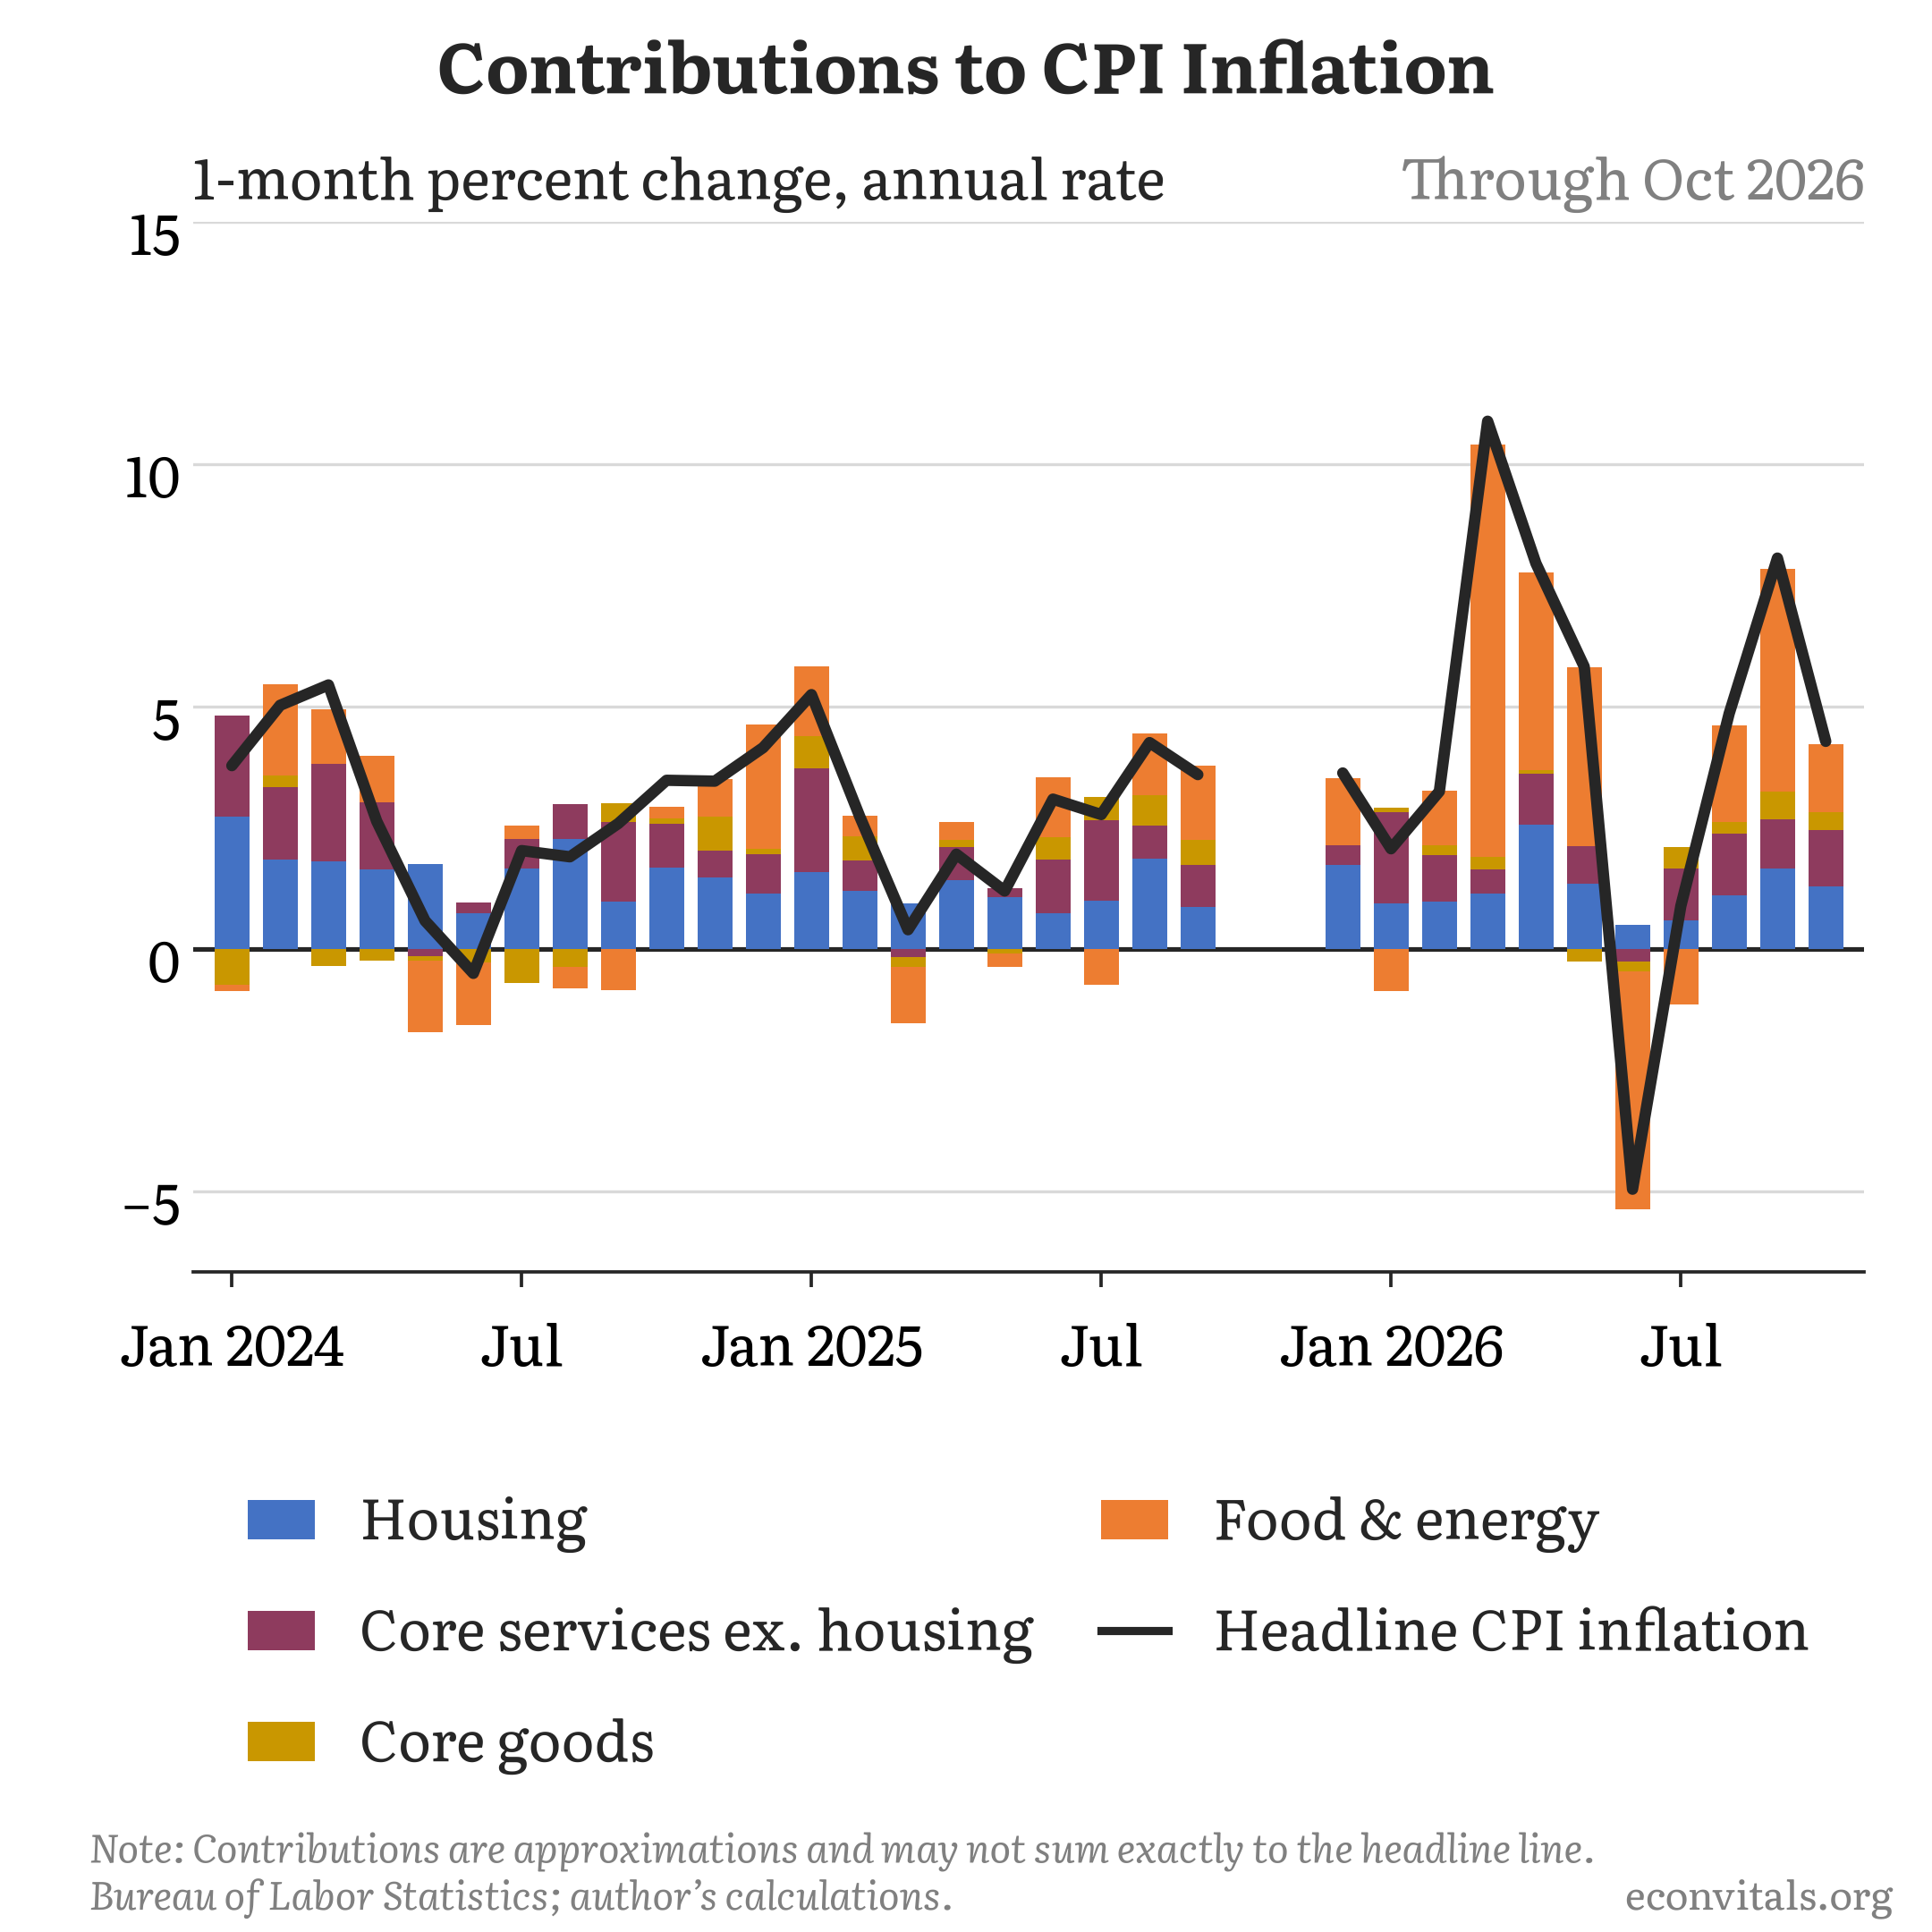 Contributions to CPI Inflation
1-month percent change, annual rate
Through Oct 2026
15
10
5
0
−5
Jan 2024
Jul
Jan 2025
Jul
Jan 2026
Jul
Housing
Food & energy
Core services ex. housing
Headline CPI inflation
Core goods
Note: Contributions are approximations and may not sum exactly to the headline line.
Bureau of Labor Statistics; author’s calculations.
econvitals.org